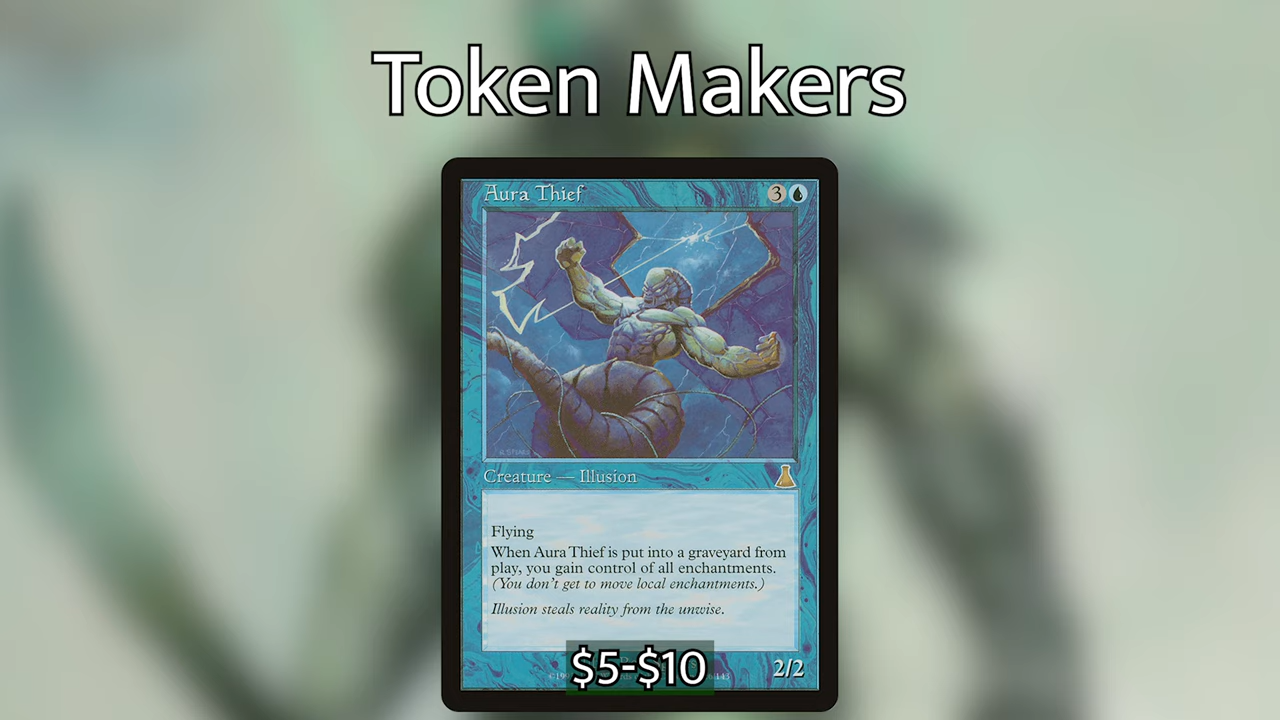 Token Makers
Aura Thief
3
Creature — Illusion
Flying
When Aura Thief is put into a graveyard from
play, you gain control of all enchantments.
(You don't get to move local enchantments.)
Illusion steals reality from the unwise.
$5-$10
2/2